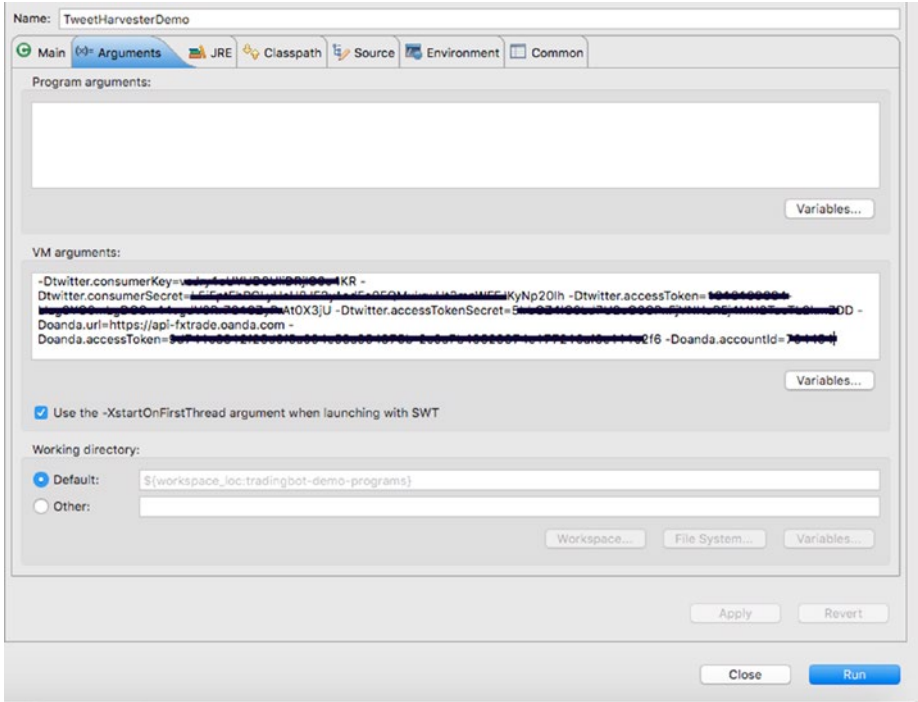 Name: TweetHarvesterDemo
Main (x)= Arguments JRE Classpath Source Environment Common
Program arguments:
Variables...
VM arguments:
-Dtwitter.consumerKey= KR -
Dtwitter.consumerSecret= KyNp20lh -Dtwitter.accessToken=
At0X3jU -Dtwitter.accessTokenSecret= DD -
Doanda.url=https://api-fxtrade.oanda.com -
Doanda.accessToken= 2f6 -Doanda.accountId=
Variables...
Use the -XstartOnFirstThread argument when launching with SWT
Working directory:
Default: ${workspace_loc:tradingbot-demo-programs}
Other:
Workspace... File System... Variables...
Apply Revert
Close Run